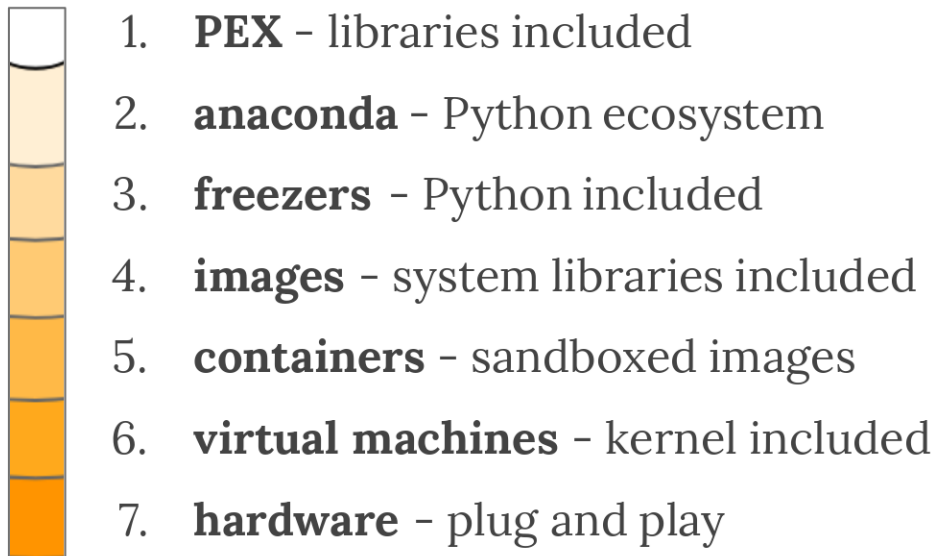 1. PEX - libraries included
2. anaconda - Python ecosystem
3. freezers - Python included
4. images - system libraries included
5. containers - sandboxed images
6. virtual machines - kernel included
7. hardware - plug and play